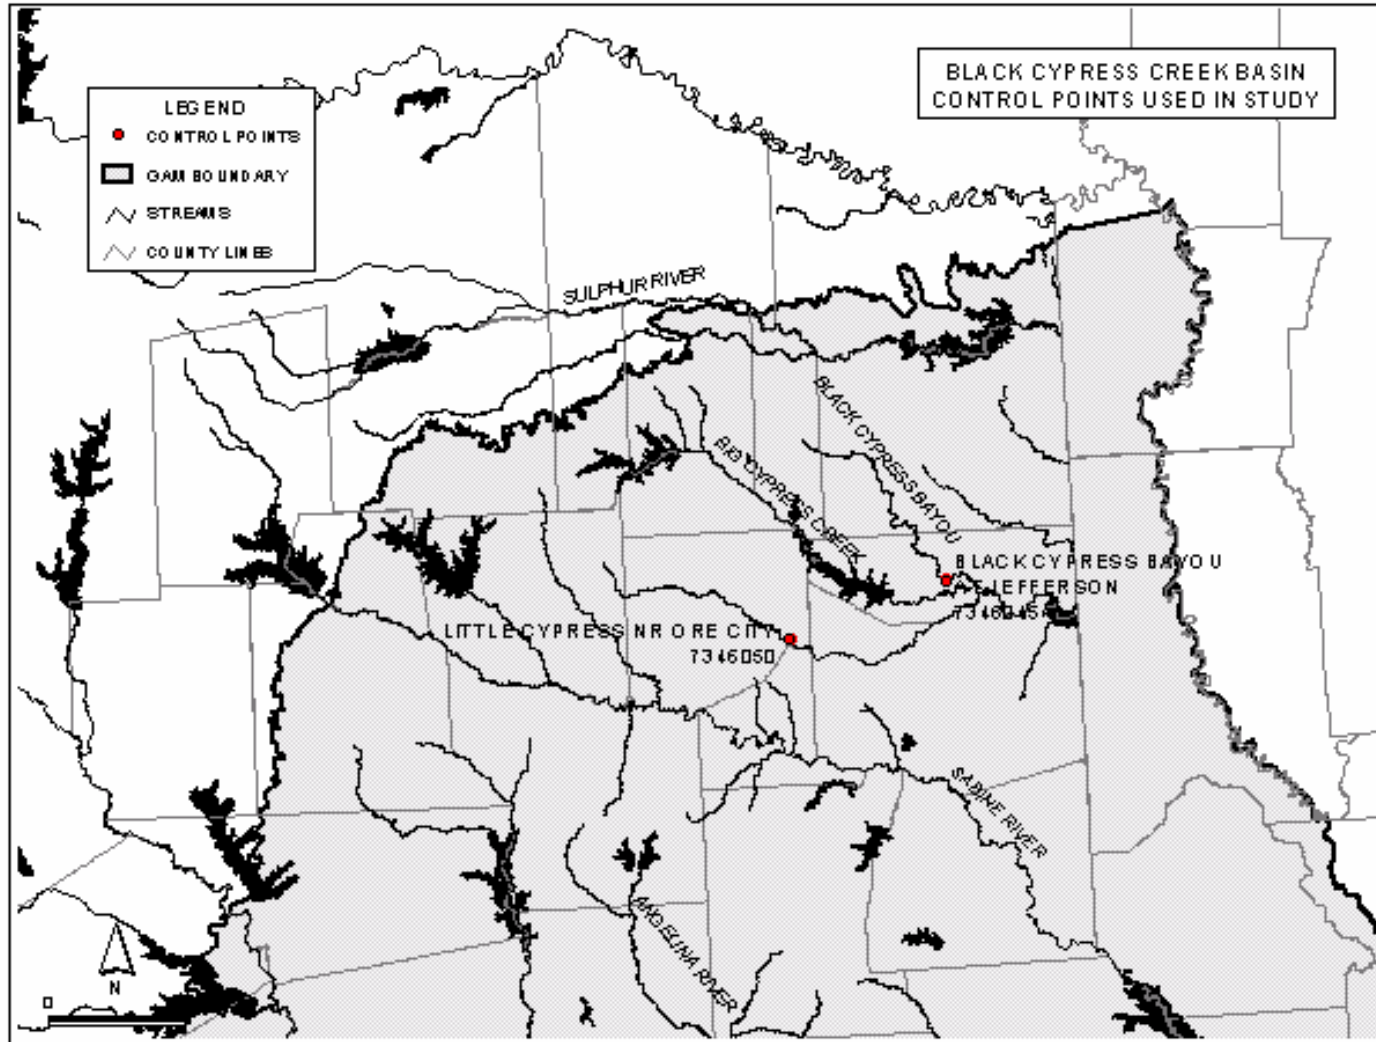 BLACK CYPRESS CREEK BASIN
CONTROL POINTS USED IN STUDY
LEGEND
CONTROL POINTS
GAM BOUNDARY
STREAMS
COUNTY LINES
SULPHUR RIVER
BLACK CYPRESS BAYOU
BIG CYPRESS CREEK
BLACK CYPRESS BAYOU
JEFFERSON
LITTLE CYPRESS NR ORE CITY
7346050
SABINE RIVER
ANGELINA RIVER
N
0